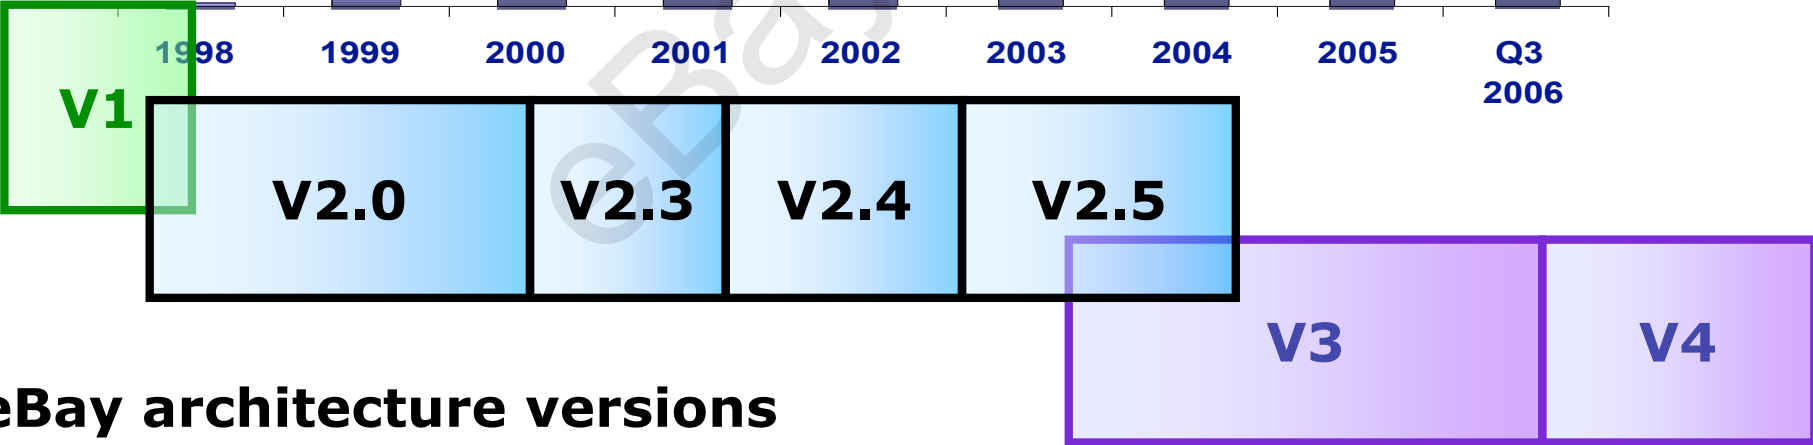 1998 1999 2000 2001 2002 2003 2004 2005 Q3
2006
V1
V2.0 V2.3 V2.4 V2.5
V3 V4
eBay architecture versions
eBay